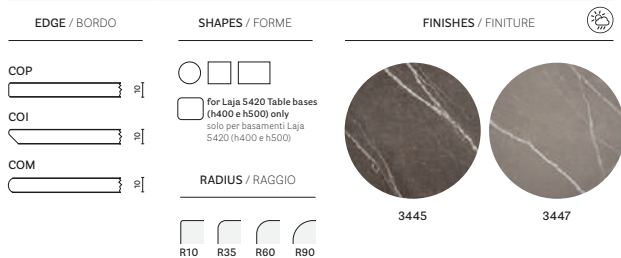 EDGE / BORDO
COP
10
COI
10
COM
10
SHAPES / FORME
for Laja 5420 Table bases
(h400 e h500) only
solo per basamenti Laja
5420 (h400 e h500)
RADIUS / RAGGIO
R10 R35 R60 R90
FINISHES / FINITURE
3445 3447